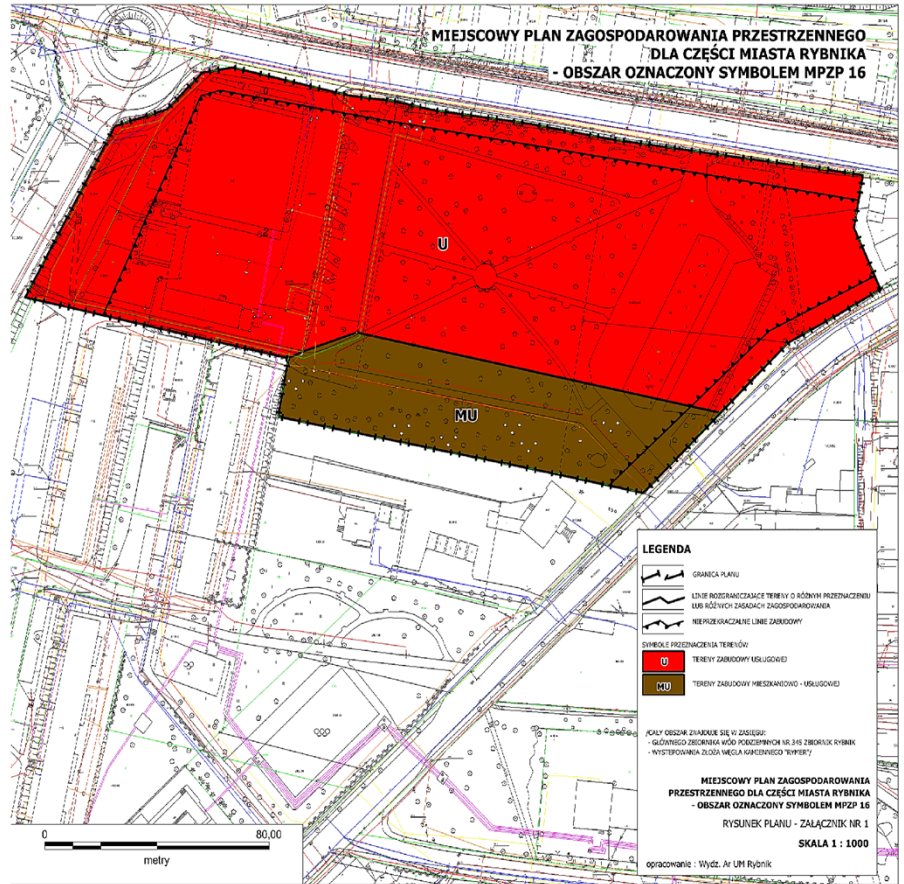 MIEJSCOWY PLAN ZAGOSPODAROWANIA PRZESTRZENNEGO
DLA CZĘŚCI MIASTA RYBNIKA
- OBSZAR OZNACZONY SYMBOLEM MPZP 16
U
MU
LEGENDA
GRANICA PLANU
LINIE ROZGRANICZAJĄCE TERENY O RÓŻNYM PRZEZNACZENIU
LUB RÓŻNYCH ZASADACH ZAGOSPODAROWANIA
NIEPRZEKRACZALNE LINIE ZABUDOWY
SYMBOLE PRZEZNACZENIA TERENÓW
U TERENY ZABUDOWY USŁUGOWEJ
MU TERENY ZABUDOWY MIESZKANIOWO - USŁUGOWEJ
/CAŁY OBSZAR ZNAJDUJE SIĘ W ZASIĘGU:
- GŁÓWNEGO ZBIORNIKA WÓD PODZIEMNYCH NR 345 ZBIORNIK RYBNIK
- WYSTĘPOWANIA ZŁOŻA WĘGLA KAMIENNEGO "RYMER"/
MIEJSCOWY PLAN ZAGOSPODAROWANIA
PRZESTRZENNEGO DLA CZĘŚCI MIASTA RYBNIKA
- OBSZAR OZNACZONY SYMBOLEM MPZP 16
RYSUNEK PLANU - ZAŁĄCZNIK NR 1
SKALA 1 : 1000
opracowanie : Wydz. Ar UM Rybnik
0 80,00
metry